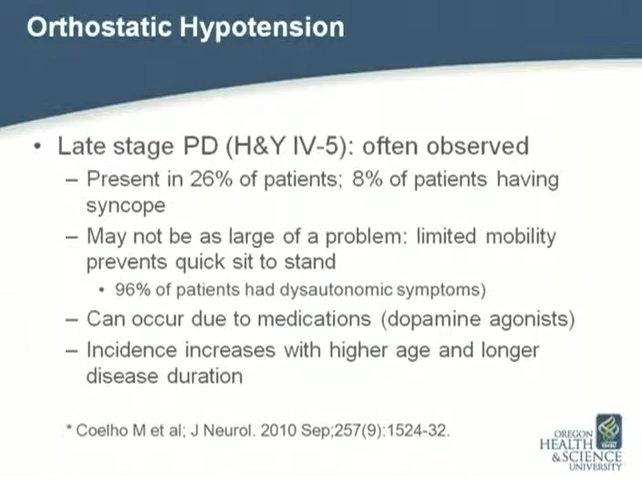 Orthostatic Hypotension
• Late stage PD (H&Y IV-5): often observed
– Present in 26% of patients; 8% of patients having
syncope
– May not be as large of a problem: limited mobility
prevents quick sit to stand
• 96% of patients had dysautonomic symptoms)
– Can occur due to medications (dopamine agonists)
– Incidence increases with higher age and longer
disease duration
* Coelho M et al; J Neurol. 2010 Sep;257(9):1524-32.
OREGON
HEALTH
&SCIENCE
UNIVERSITY